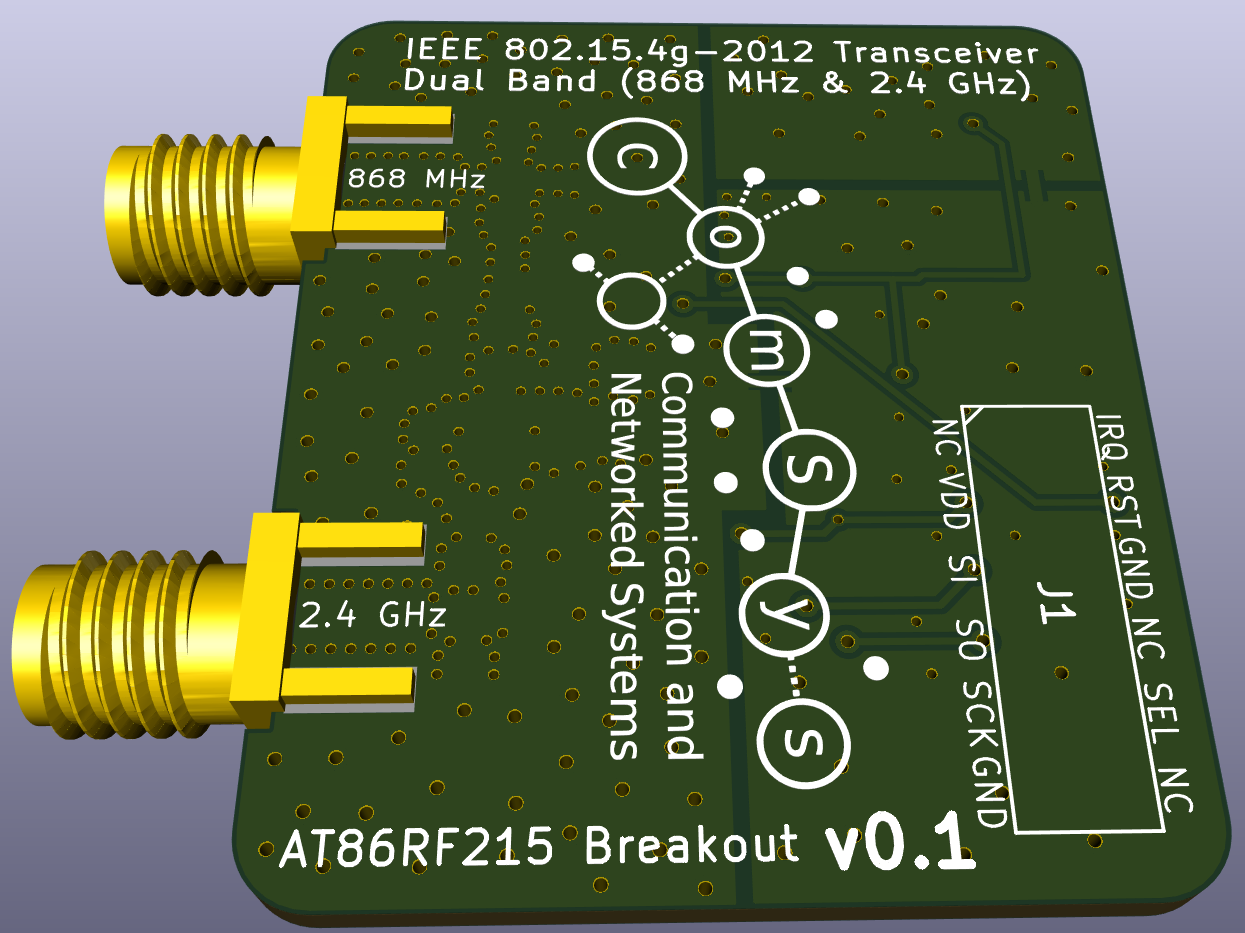 IEEE 802.15.4g-2012 Transceiver
Dual Band (868 MHz & 2.4 GHz)
868 MHz
2.4 GHz
C
o
m
S
y
s
Communication and
Networked Systems
NC VDD SI SO SCK GND
IRQ RST GND NC SEL NC
J1
AT86RF215 Breakout v0.1